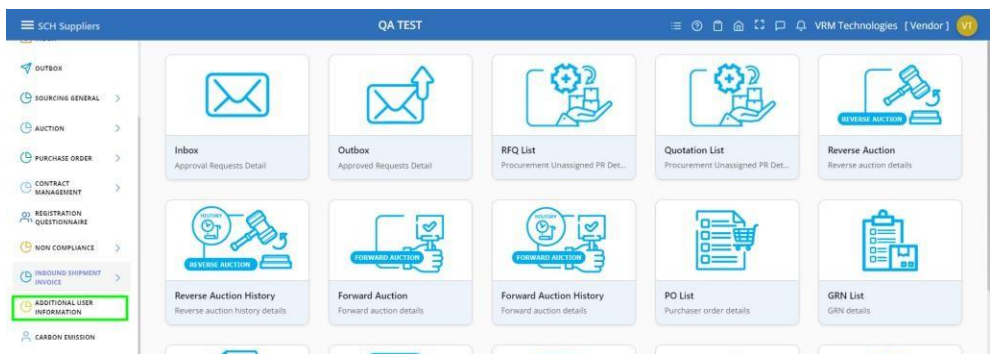 SCH Suppliers
QA TEST
VRM Technologies [ Vendor ]
VT
OUTBOX
SOURCING GENERAL
AUCTION
PURCHASE ORDER
CONTRACT
MANAGEMENT
REGISTRATION
QUESTIONNAIRE
NON COMPLIANCE
INBOUND SHIPMENT
INVOICE
ADDITIONAL USER
INFORMATION
CARBON EMISSION
Inbox
Approval Requests Detail
Outbox
Approved Requests Detail
RFQ List
Procurement Unassigned PR Det...
Quotation List
Procurement Unassigned PR Det...
REVERSE AUCTION
Reverse Auction
Reverse auction details
HISTORY
REVERSE AUCTION
Reverse Auction History
Reverse auction history details
FORWARD AUCTION
Forward Auction
Forward auction details
HISTORY
FORWARD AUCTION
Forward Auction History
Forward auction details
PO List
Purchaser order details
GRN List
GRN details